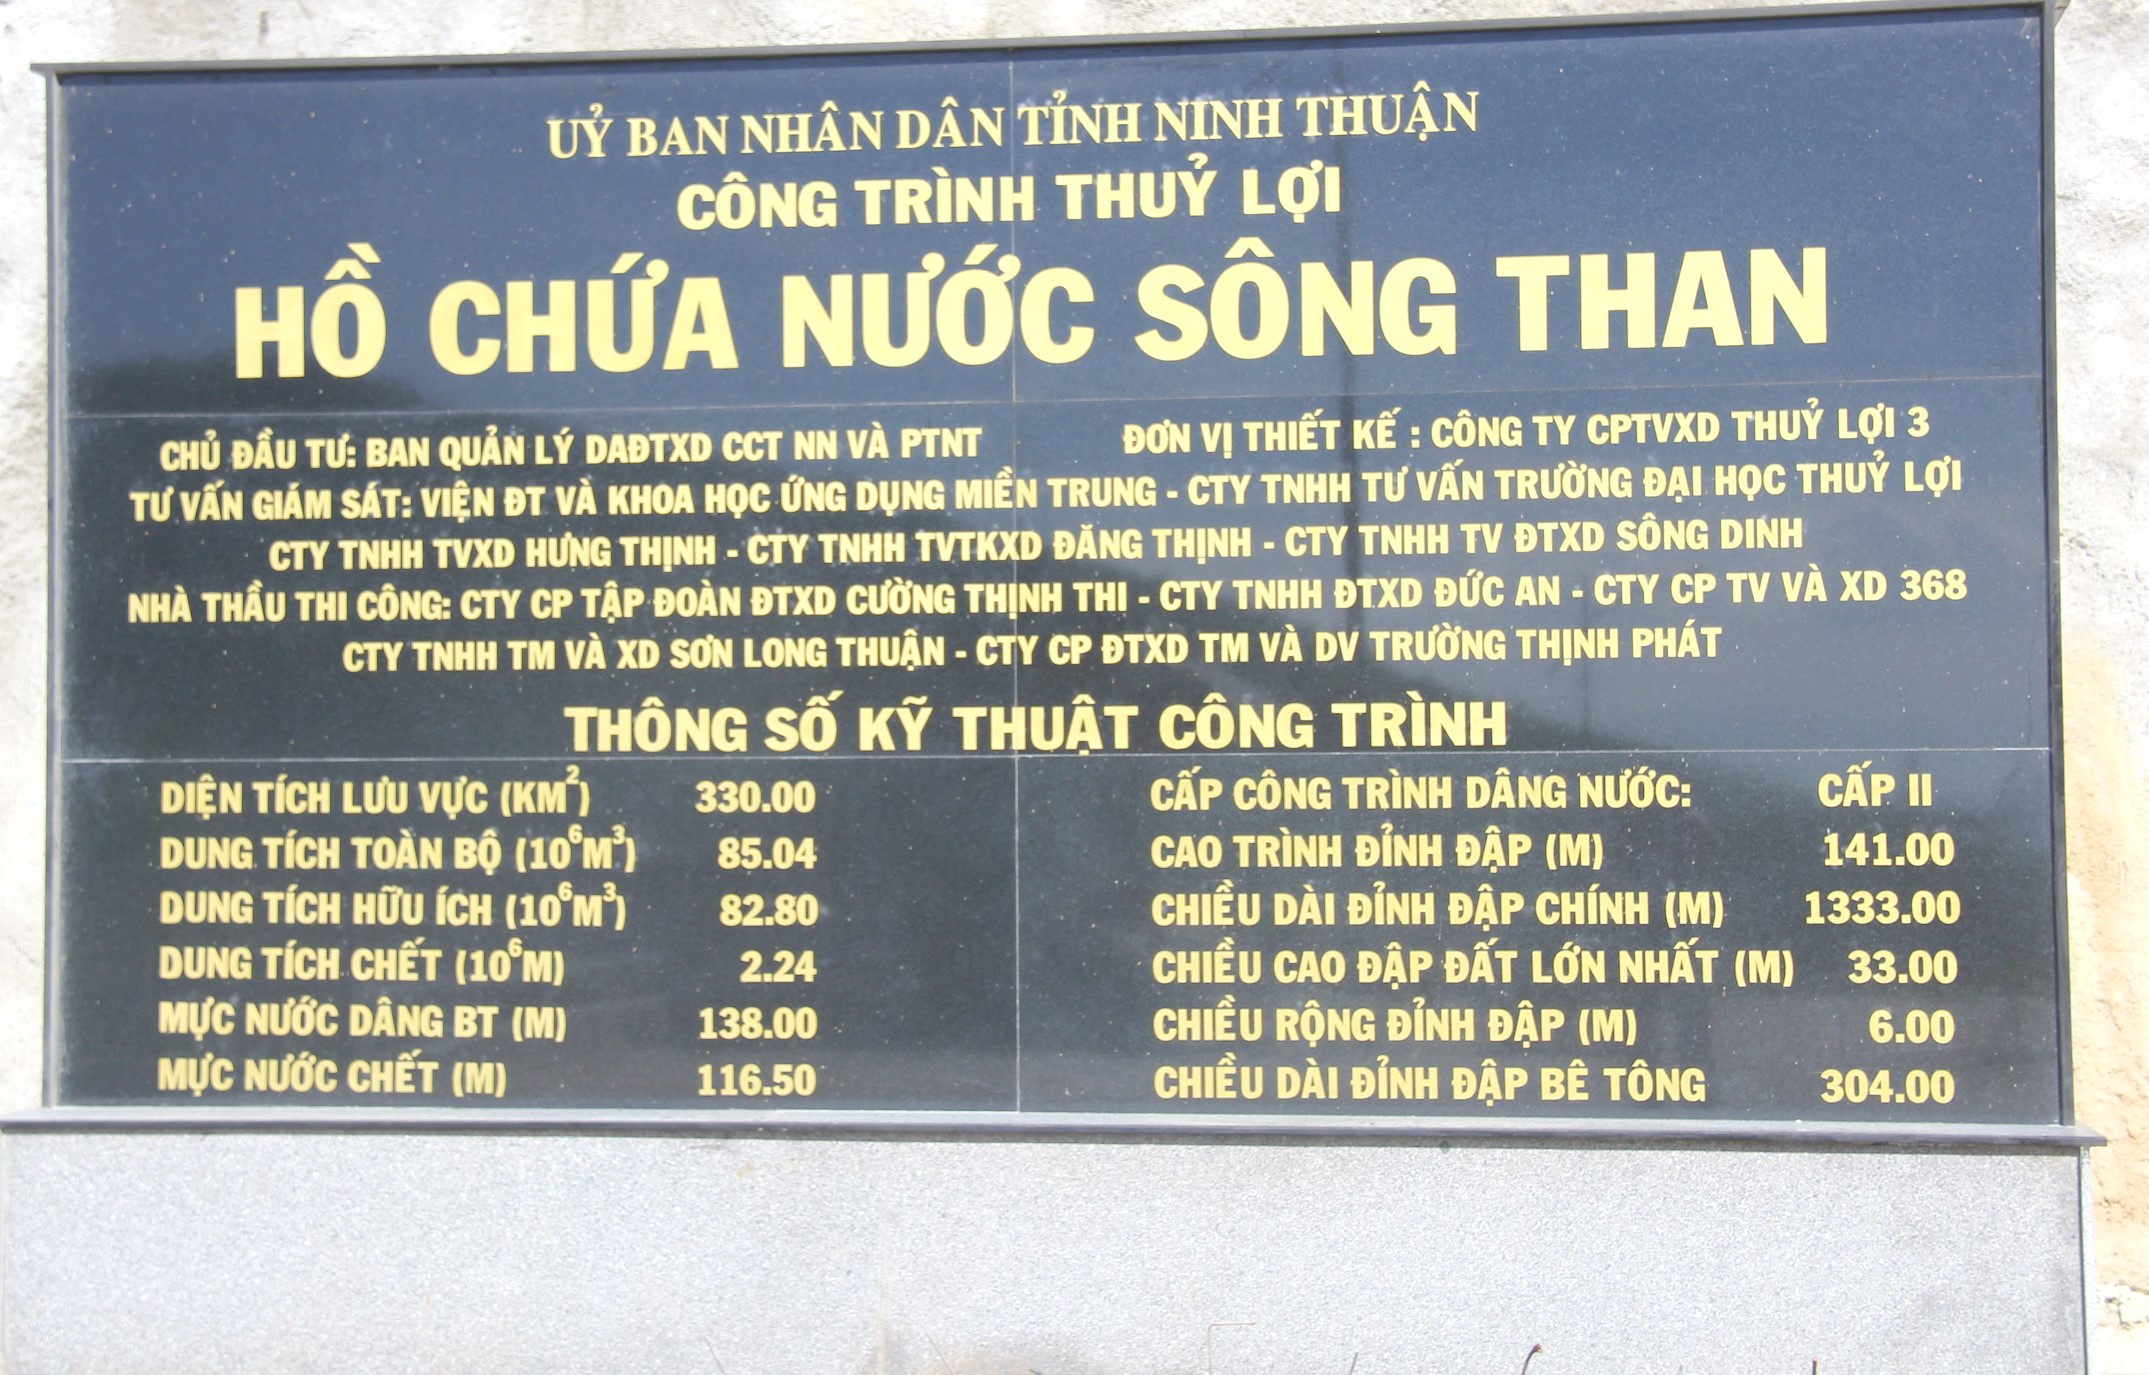 UỶ BAN NHÂN DÂN TỈNH NINH THUẬN
CÔNG TRÌNH THUỶ LỢI
HỒ CHỨA NƯỚC SÔNG THAN
CHỦ ĐẦU TƯ: BAN QUẢN LÝ DAĐTXD CCT NN VÀ PTNT ĐƠN VỊ THIẾT KẾ : CÔNG TY CPTVXD THUỶ LỢI 3
TƯ VẤN GIÁM SÁT: VIỆN ĐT VÀ KHOA HỌC ỨNG DỤNG MIỀN TRUNG - CTY TNHH TƯ VẤN TRƯỜNG ĐẠI HỌC THUỶ LỢI
CTY TNHH TVXD HƯNG THỊNH - CTY TNHH TVTKXD ĐĂNG THỊNH - CTY TNHH TV ĐTXD SÔNG DINH
NHÀ THẦU THI CÔNG: CTY CP TẬP ĐOÀN ĐTXD CƯỜNG THỊNH THI - CTY TNHH ĐTXD ĐỨC AN - CTY CP TV VÀ XD 368
CTY TNHH TM VÀ XD SƠN LONG THUẬN - CTY CP ĐTXD TM VÀ DV TRƯỜNG THỊNH PHÁT
THÔNG SỐ KỸ THUẬT CÔNG TRÌNH
DIỆN TÍCH LƯU VỰC (KM²) 330.00
DUNG TÍCH TOÀN BỘ (10⁶M³) 85.04
DUNG TÍCH HỮU ÍCH (10⁶M³) 82.80
DUNG TÍCH CHẾT (10⁶M) 2.24
MỰC NƯỚC DÂNG BT (M) 138.00
MỰC NƯỚC CHẾT (M) 116.50
CẤP CÔNG TRÌNH DÂNG NƯỚC: CẤP II
CAO TRÌNH ĐỈNH ĐẬP (M) 141.00
CHIỀU DÀI ĐỈNH ĐẬP CHÍNH (M) 1333.00
CHIỀU CAO ĐẬP ĐẤT LỚN NHẤT (M) 33.00
CHIỀU RỘNG ĐỈNH ĐẬP (M) 6.00
CHIỀU DÀI ĐỈNH ĐẬP BÊ TÔNG 304.00